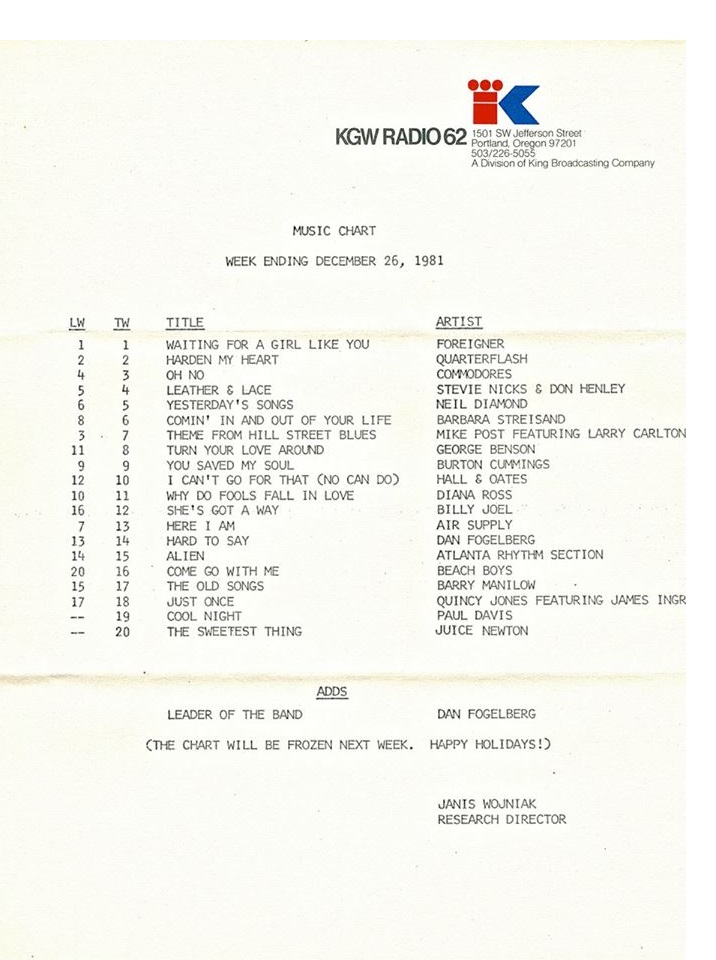 KGW RADIO 62
1501 SW Jefferson Street
Portland, Oregon 97201
503/226-5055
A Division of King Broadcasting Company
MUSIC CHART
WEEK ENDING DECEMBER 26, 1981
LW TW TITLE ARTIST
1 1 WAITING FOR A GIRL LIKE YOU FOREIGNER
2 2 HARDEN MY HEART QUARTERFLASH
4 3 OH NO COMMODORES
5 4 LEATHER & LACE STEVIE NICKS & DON HENLEY
6 5 YESTERDAY'S SONGS NEIL DIAMOND
8 6 COMIN' IN AND OUT OF YOUR LIFE BARBARA STREISAND
3 7 THEME FROM HILL STREET BLUES MIKE POST FEATURING LARRY CARLTON
11 8 TURN YOUR LOVE AROUND GEORGE BENSON
9 9 YOU SAVED MY SOUL BURTON CUMMINGS
12 10 I CAN'T GO FOR THAT (NO CAN DO) HALL & OATES
10 11 WHY DO FOOLS FALL IN LOVE DIANA ROSS
16 12 SHE'S GOT A WAY BILLY JOEL
7 13 HERE I AM AIR SUPPLY
13 14 HARD TO SAY DAN FOGELBERG
14 15 ALIEN ATLANTA RHYTHM SECTION
20 16 COME GO WITH ME BEACH BOYS
15 17 THE OLD SONGS BARRY MANILOW
17 18 JUST ONCE QUINCY JONES FEATURING JAMES INGR
-- 19 COOL NIGHT PAUL DAVIS
-- 20 THE SWEETEST THING JUICE NEWTON
ADDS
LEADER OF THE BAND DAN FOGELBERG
(THE CHART WILL BE FROZEN NEXT WEEK. HAPPY HOLIDAYS!)
JANIS WOJNIAK
RESEARCH DIRECTOR